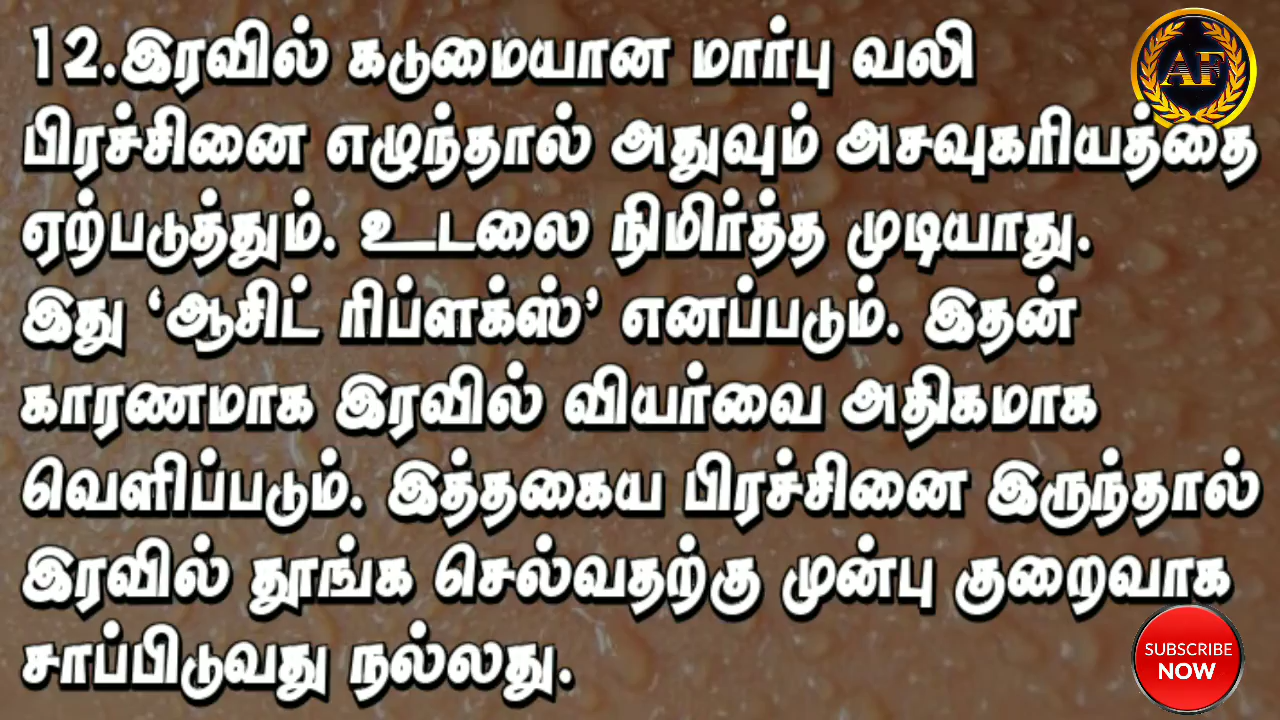 12.இரவில் கடுமையான மார்பு வலி
பிரச்சினை எழுந்தால் அதுவும் அசவுகரியத்தை
ஏற்படுத்தும். உடலை நிமிர்த்த முடியாது.
இது ‘ஆசிட் ரிப்ளக்ஸ்’ எனப்படும். இதன்
காரணமாக இரவில் வியர்வை அதிகமாக
வெளிப்படும். இத்தகைய பிரச்சினை இருந்தால்
இரவில் தூங்க செல்வதற்கு முன்பு குறைவாக
சாப்பிடுவது நல்லது.
AF
SUBSCRIBE
NOW